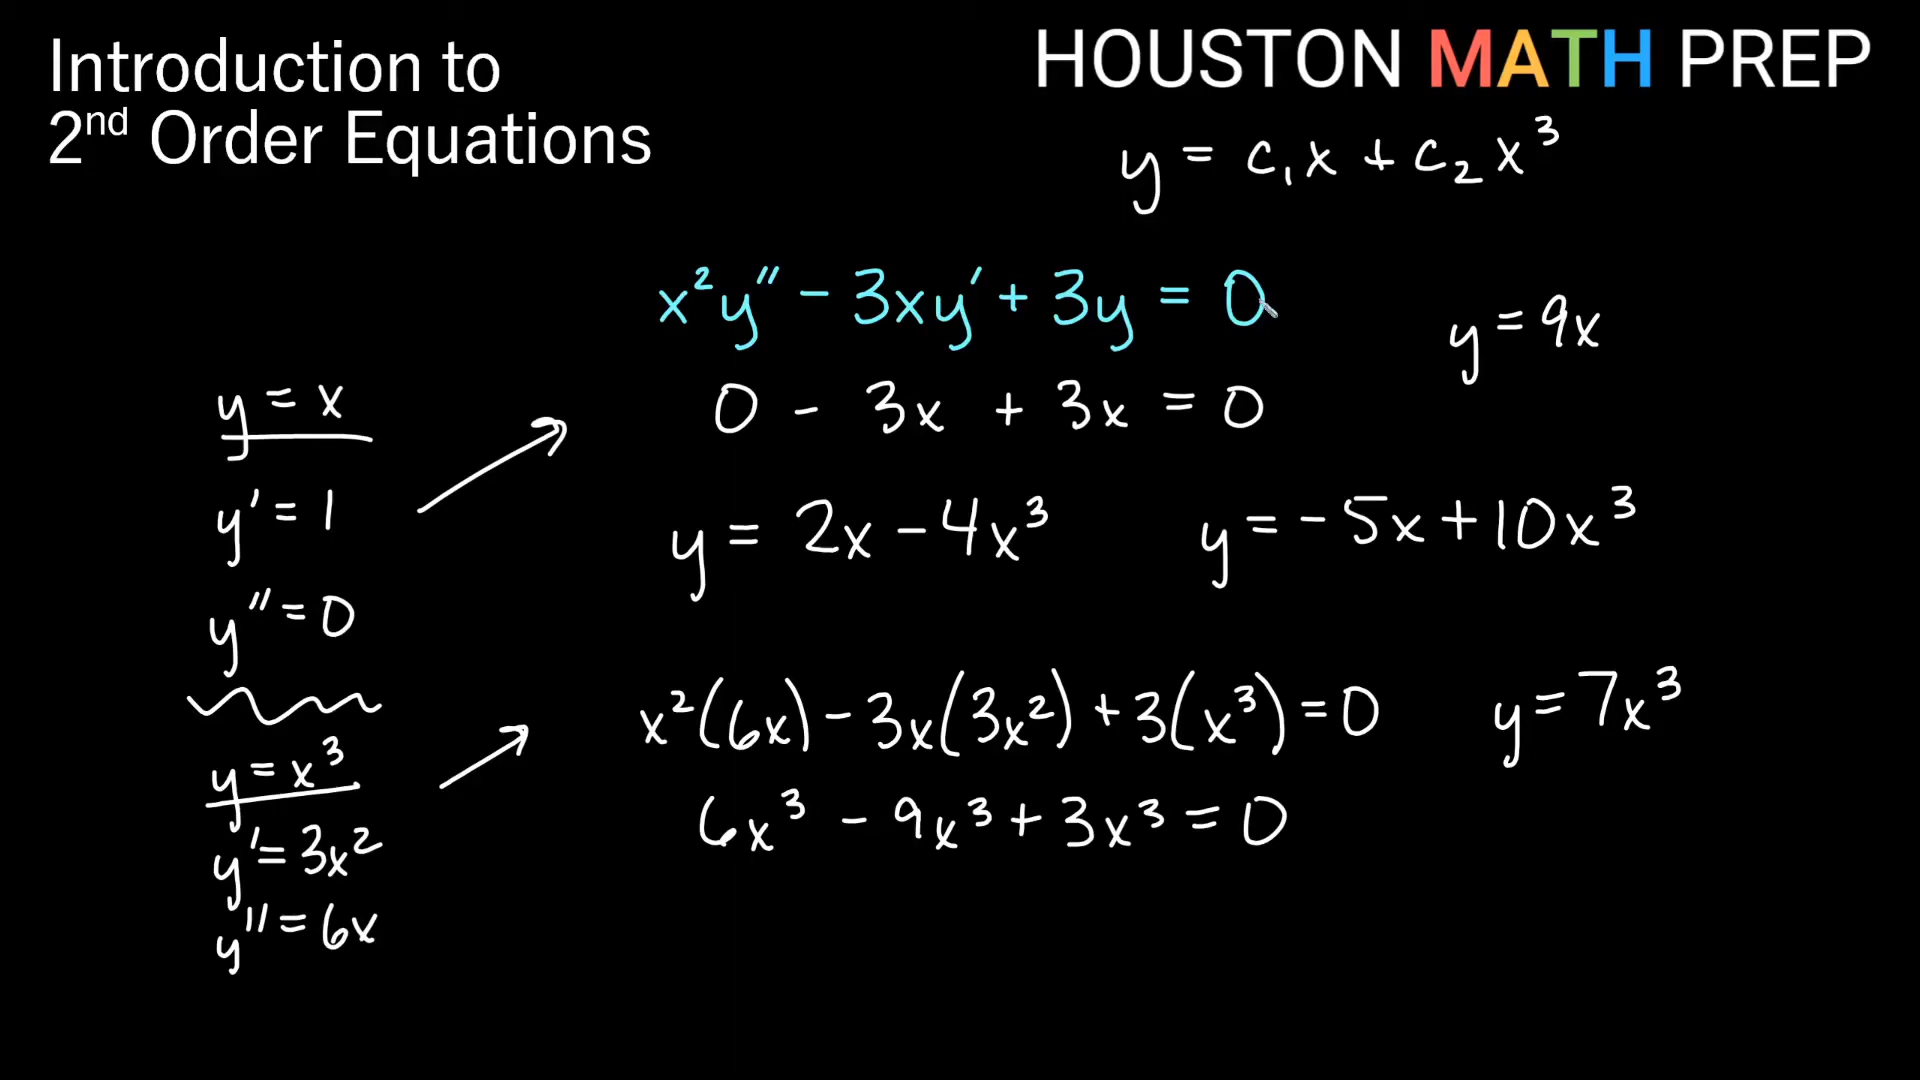 Introduction to
2nd Order Equations
HOUSTON MATH PREP
y = c₁x + c₂x³
x²y'' - 3xy' + 3y = 0
0 - 3x + 3x = 0
y = 9x
y = x
y' = 1
y'' = 0
y = 2x - 4x³
y = -5x + 10x³
x²(6x) - 3x(3x²) + 3(x³) = 0
y = 7x³
6x³ - 9x³ + 3x³ = 0
y = x³
y' = 3x²
y'' = 6x